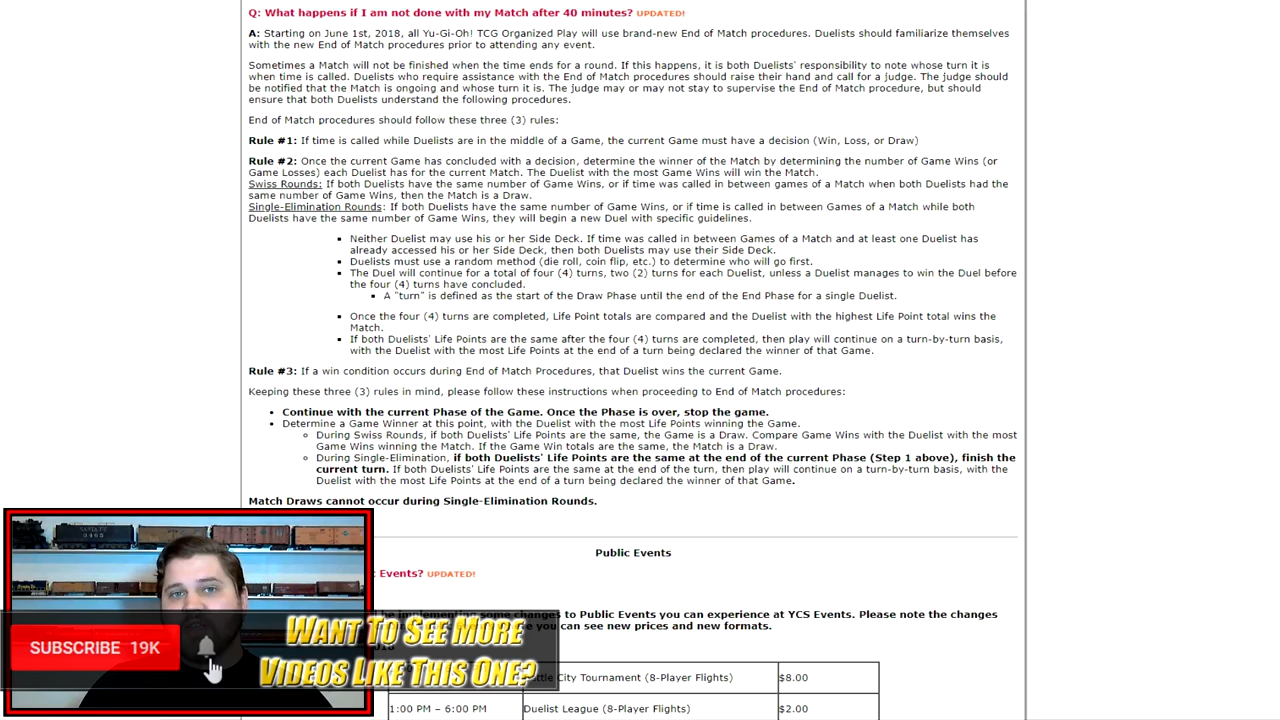 Q: What happens if I am not done with my Match after 40 minutes? UPDATED!
A: Starting on June 1st, 2018, all Yu-Gi-Oh! TCG Organized Play will use brand-new End of Match procedures. Duelists should familiarize themselves
with the new End of Match procedures prior to attending any event.
Sometimes a Match will not be finished when the time ends for a round. If this happens, it is both Duelists' responsibility to note whose turn it is
when time is called. Duelists who require assistance with the End of Match procedures should raise their hand and call for a judge. The judge should
be notified that the Match is ongoing and whose turn it is. The judge may or may not stay to supervise the End of Match procedure, but should
ensure that both Duelists understand the following procedures.
End of Match procedures should follow these three (3) rules:
Rule #1: If time is called while Duelists are in the middle of a Game, the current Game must have a decision (Win, Loss, or Draw)
Rule #2: Once the current Game has concluded with a decision, determine the winner of the Match by determining the number of Game Wins (or
Game Losses) each Duelist has for the current Match. The Duelist with the most Game Wins will win the Match.
Swiss Rounds: If both Duelists have the same number of Game Wins, or if time was called in between games of a Match when both Duelists had the
same number of Game Wins, then the Match is a Draw.
Single-Elimination Rounds: If both Duelists have the same number of Game Wins, or if time is called in between Games of a Match while both
Duelists have the same number of Game Wins, they will begin a new Duel with specific guidelines.
▪ Neither Duelist may use his or her Side Deck. If time was called in between Games of a Match and at least one Duelist has
already accessed his or her Side Deck, then both Duelists may use their Side Deck.
▪ Duelists must use a random method (die roll, coin flip, etc.) to determine who will go first.
▪ The Duel will continue for a total of four (4) turns, two (2) turns for each Duelist, unless a Duelist manages to win the Duel before
the four (4) turns have concluded.
▪ A "turn" is defined as the start of the Draw Phase until the end of the End Phase for a single Duelist.
▪ Once the four (4) turns are completed, Life Point totals are compared and the Duelist with the highest Life Point total wins the
Match.
▪ If both Duelists' Life Points are the same after the four (4) turns are completed, then play will continue on a turn-by-turn basis,
with the Duelist with the most Life Points at the end of a turn being declared the winner of that Game.
Rule #3: If a win condition occurs during End of Match Procedures, that Duelist wins the current Game.
Keeping these three (3) rules in mind, please follow these instructions when proceeding to End of Match procedures:
• Continue with the current Phase of the Game. Once the Phase is over, stop the game.
• Determine a Game Winner at this point, with the Duelist with the most Life Points winning the Game.
○ During Swiss Rounds, if both Duelists' Life Points are the same, the Game is a Draw. Compare Game Wins with the Duelist with the most
Game Wins winning the Match. If the Game Win totals are the same, the Match is a Draw.
○ During Single-Elimination, if both Duelists' Life Points are the same at the end of the current Phase (Step 1 above), finish the
current turn. If both Duelists' Life Points are the same at the end of the turn, then play will continue on a turn-by-turn basis, with the
Duelist with the most Life Points at the end of a turn being declared the winner of that Game.
Match Draws cannot occur during Single-Elimination Rounds.
SANTA FE
3465
Public Events
Events? UPDATED!
be implementing some changes to Public Events you can experience at YCS Events. Please note the changes
you can see new prices and new formats.
SUBSCRIBE 19K
WANT TO SEE MORE
VIDEOS LIKE THIS ONE?
City Tournament (8-Player Flights) $8.00
1:00 PM – 6:00 PM Duelist League (8-Player Flights) $2.00